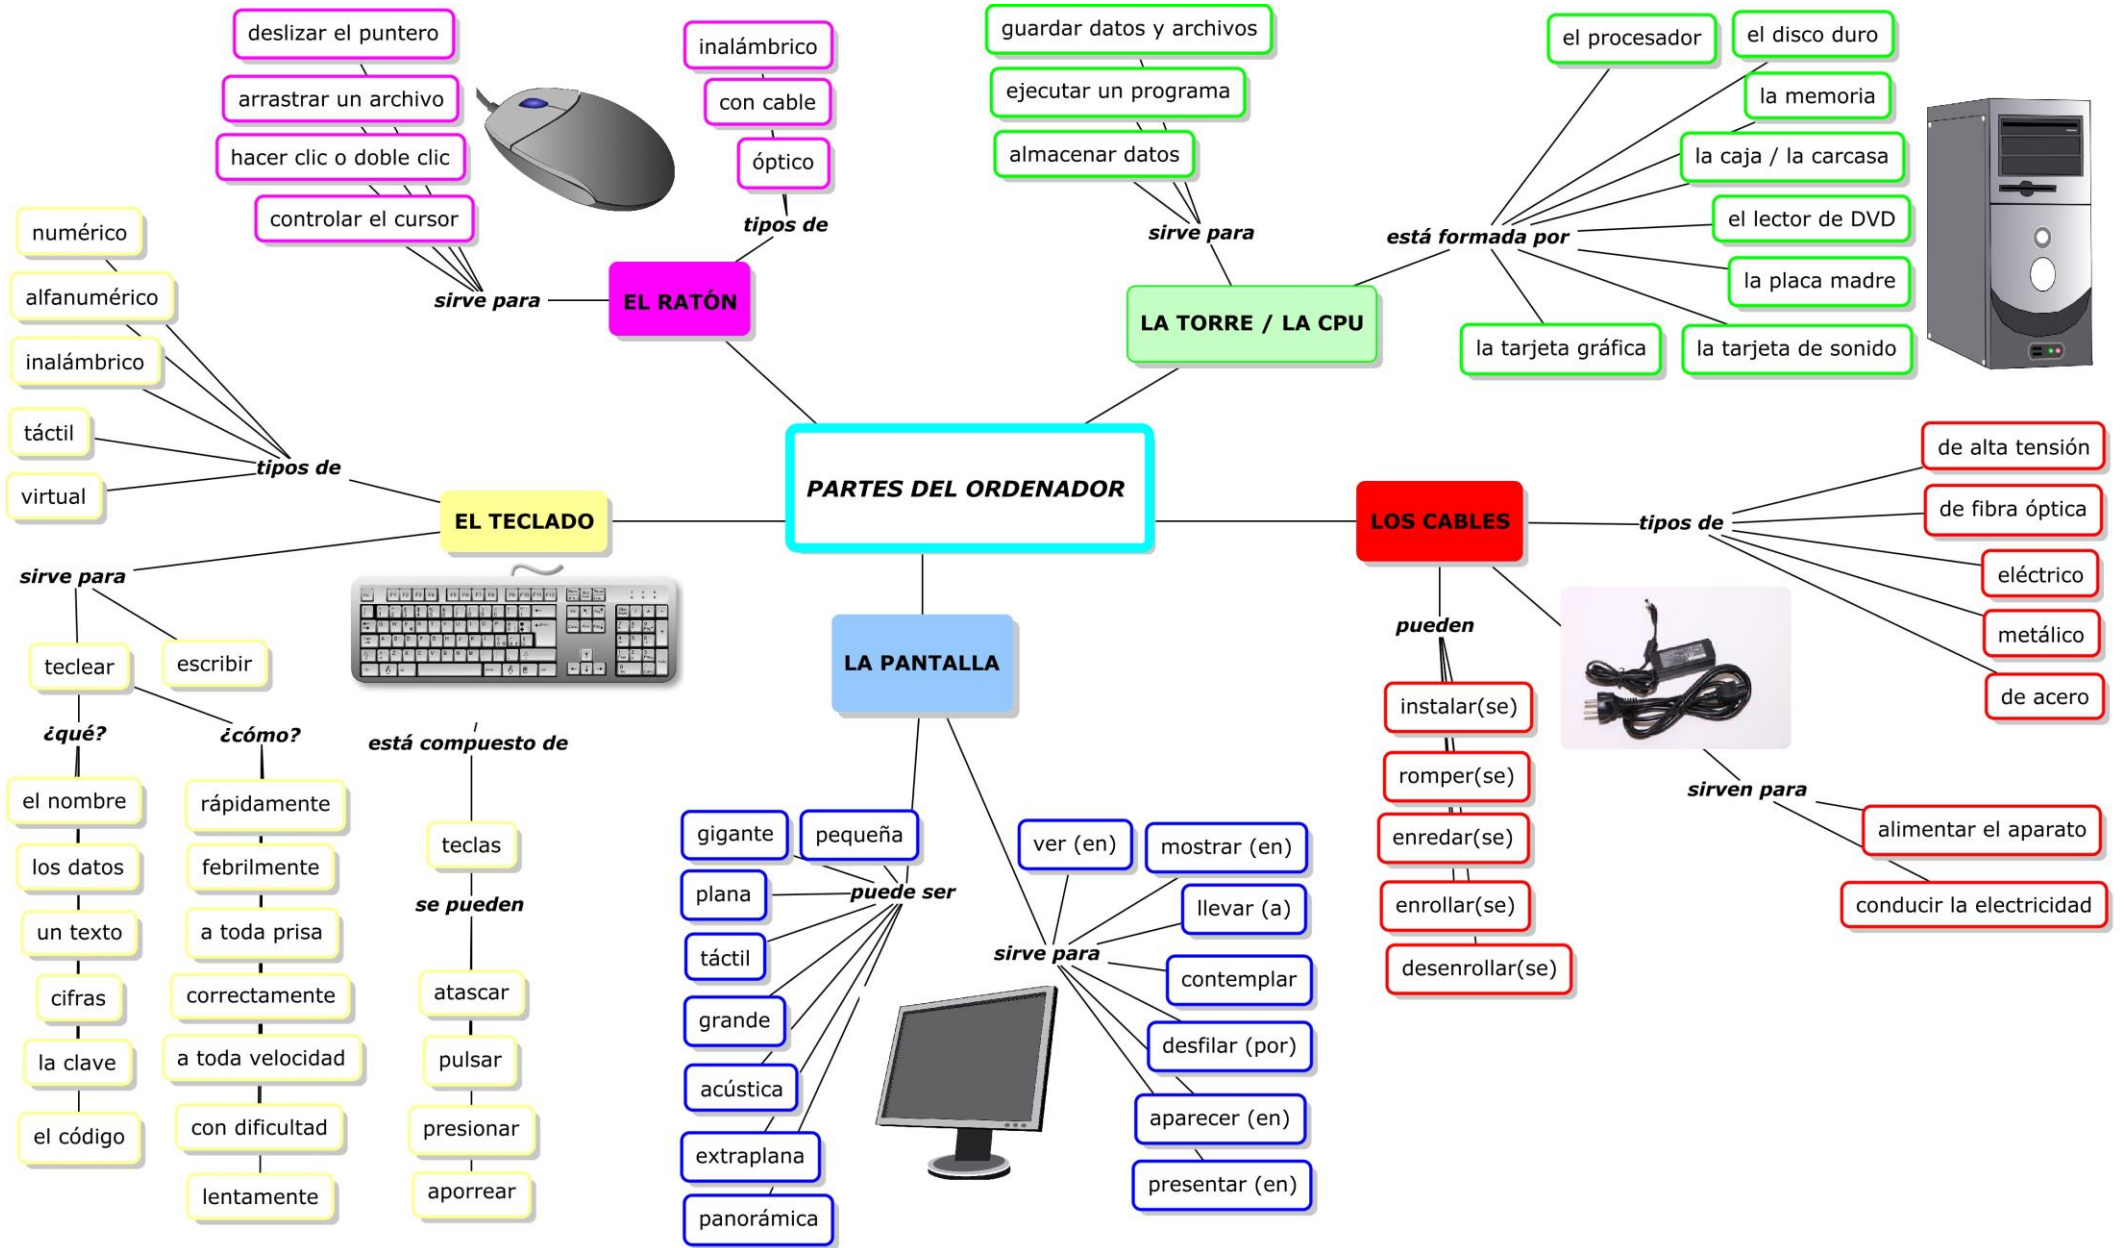 PARTES DEL ORDENADOR
EL RATÓN
sirve para
deslizar el puntero
arrastrar un archivo
hacer clic o doble clic
controlar el cursor
tipos de
inalámbrico
con cable
óptico
LA TORRE / LA CPU
sirve para
guardar datos y archivos
ejecutar un programa
almacenar datos
está formada por
el procesador
el disco duro
la memoria
la caja / la carcasa
el lector de DVD
la placa madre
la tarjeta de sonido
la tarjeta gráfica
EL TECLADO
tipos de
numérico
alfanumérico
inalámbrico
táctil
virtual
sirve para
teclear
escribir
¿qué?
el nombre
los datos
un texto
cifras
la clave
el código
¿cómo?
rápidamente
febrilmente
a toda prisa
correctamente
a toda velocidad
con dificultad
lentamente
está compuesto de
teclas
se pueden
atascar
pulsar
presionar
aporrear
LA PANTALLA
puede ser
gigante
pequeña
plana
táctil
grande
acústica
extraplana
panorámica
sirve para
ver (en)
mostrar (en)
llevar (a)
contemplar
desfilar (por)
aparecer (en)
presentar (en)
LOS CABLES
tipos de
de alta tensión
de fibra óptica
eléctrico
metálico
de acero
pueden
instalar(se)
romper(se)
enredar(se)
enrollar(se)
desenrollar(se)
sirven para
alimentar el aparato
conducir la electricidad